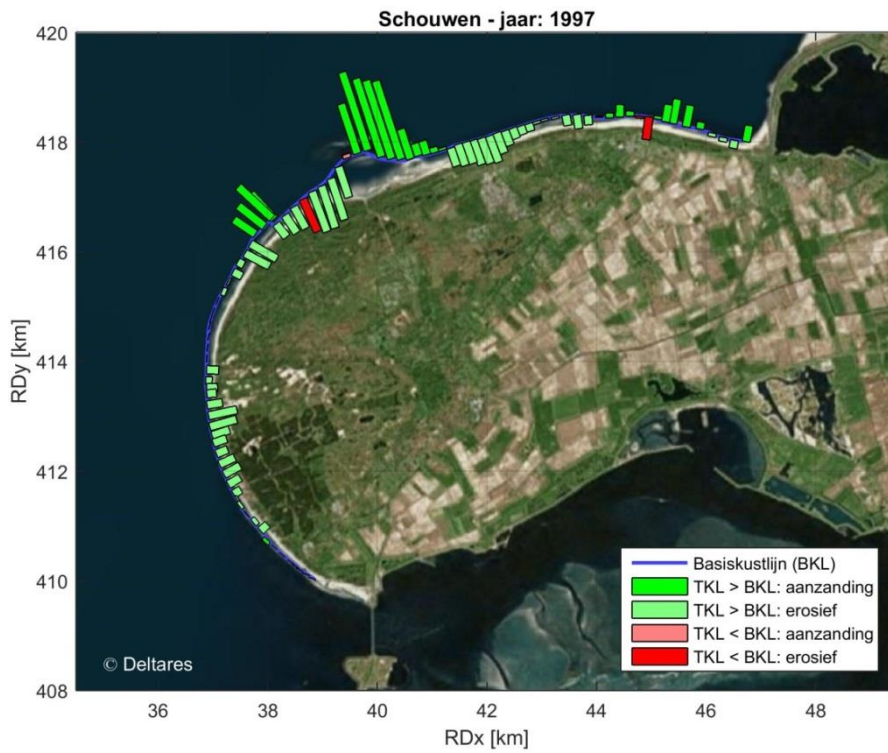 Schouwen - jaar: 1997
420
418
416
414
412
410
408
RDy [km]
36
38
40
42
44
46
48
RDx [km]
Basiskustlijn (BKL)
TKL > BKL: aanzanding
TKL > BKL: erosief
TKL < BKL: aanzanding
TKL < BKL: erosief
© Deltares